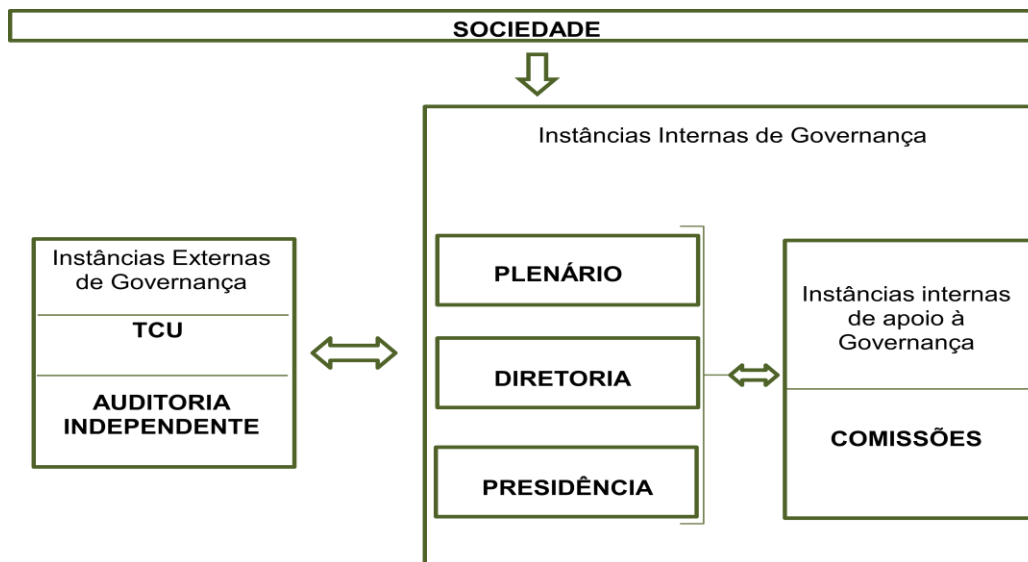 SOCIEDADE
Instâncias Internas de Governança
Instâncias Externas
de Governança
TCU
AUDITORIA
INDEPENDENTE
PLENÁRIO
DIRETORIA
PRESIDÊNCIA
Instâncias internas
de apoio à
Governança
COMISSÕES